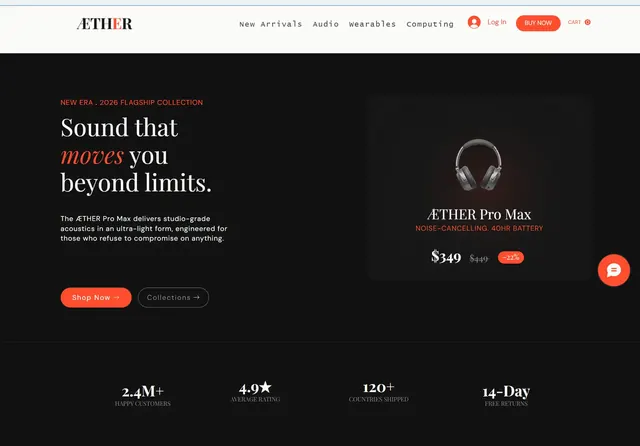 ÆTHER
New Arrivals Audio Wearables Computing
Log In
BUY NOW
CART 0
NEW ERA . 2026 FLAGSHIP COLLECTION
Sound that
moves you
beyond limits.
The ÆTHER Pro Max delivers studio-grade
acoustics in an ultra-light form, engineered for
those who refuse to compromise on anything.
Shop Now →
Collections →
ÆTHER Pro Max
NOISE-CANCELLING. 40HR BATTERY
$349 $449 -22%
2.4M+
HAPPY CUSTOMERS
4.9★
AVERAGE RATING
120+
COUNTRIES SHIPPED
14-Day
FREE RETURNS